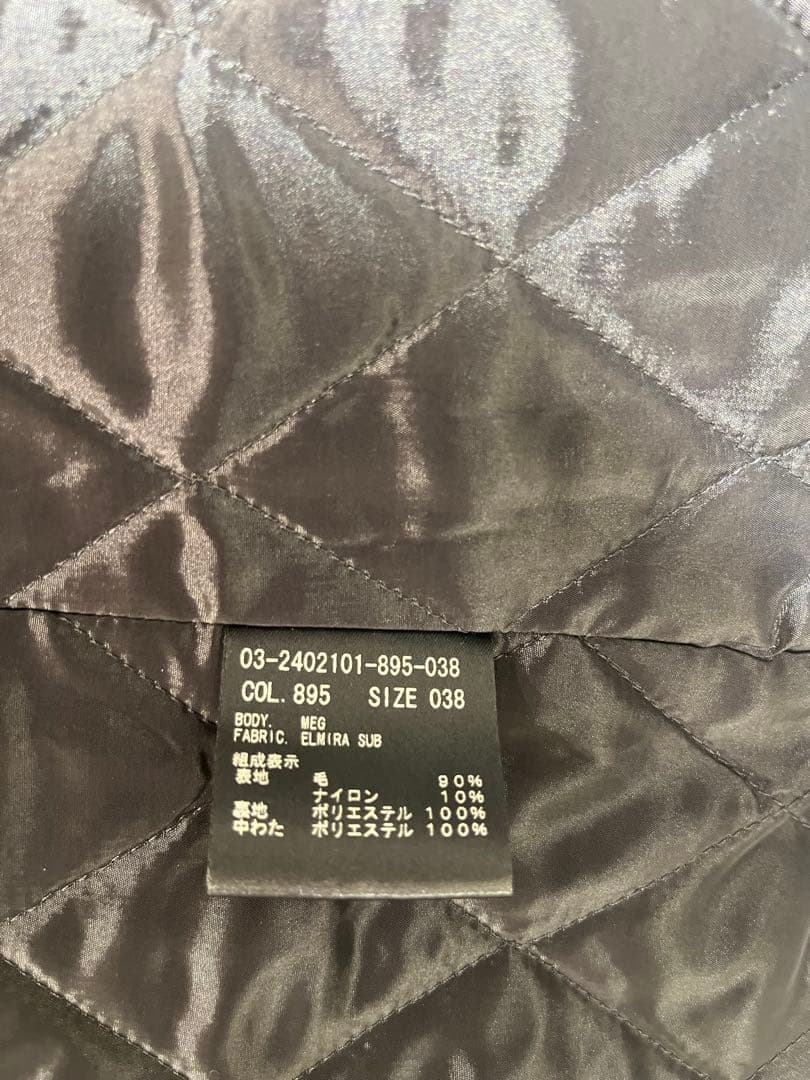 03-2402101-895-038
COL. 895 SIZE 038
BODY. MEG
FABRIC. ELMIRA SUB
組成表示
表地 毛 90%
ナイロン 10%
裏地 ポリエステル 100%
中わた ポリエステル 100%